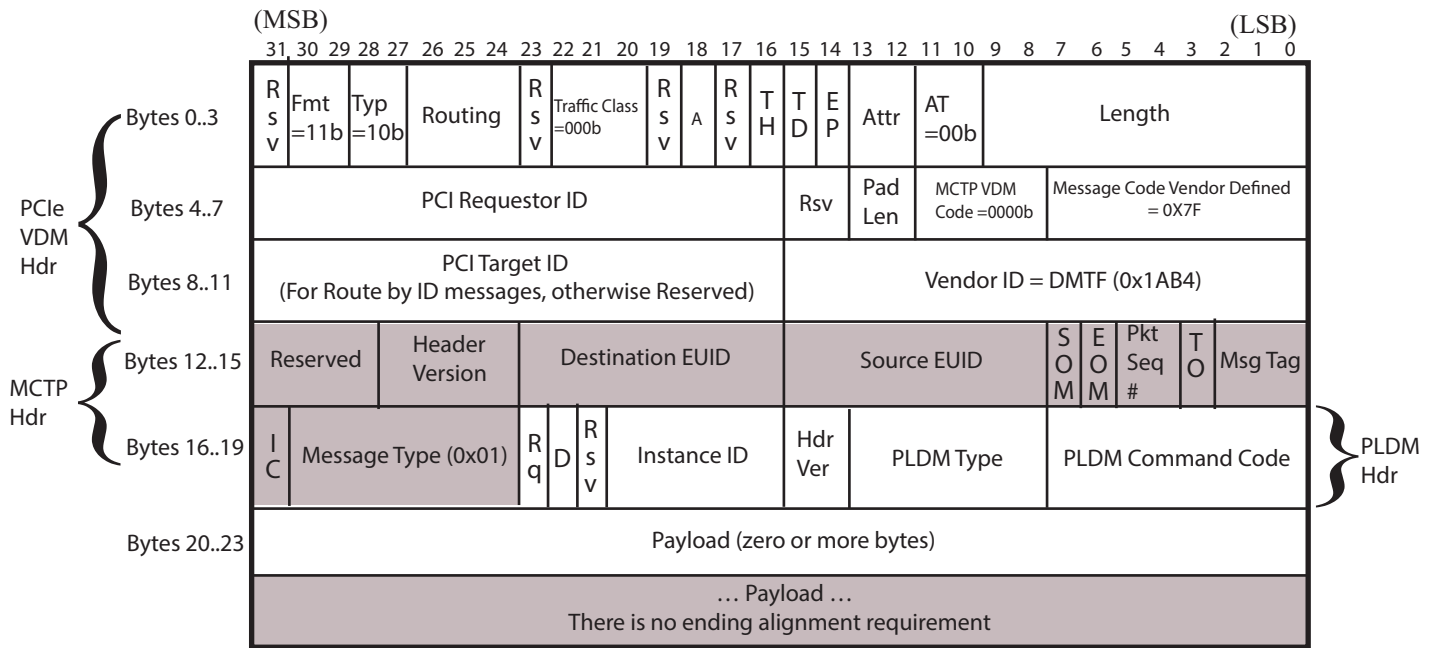 (MSB) (LSB)
31 30 29 28 27 26 25 24 23 22 21 20 19 18 17 16 15 14 13 12 11 10 9 8 7 6 5 4 3 2 1 0
PCIe
VDM
Hdr
Bytes 0..3
R
s
v
Fmt
=11b
Typ
=10b
Routing
R
s
v
Traffic Class
=000b
R
s
v
A
R
s
v
T
H
T
D
E
P
Attr
AT
=00b
Length
Bytes 4..7
PCI Requestor ID
Rsv
Pad
Len
MCTP VDM
Code =0000b
Message Code Vendor Defined
= 0X7F
Bytes 8..11
PCI Target ID
(For Route by ID messages, otherwise Reserved)
Vendor ID = DMTF (0x1AB4)
MCTP
Hdr
Bytes 12..15
Reserved
Header
Version
Destination EUID
Source EUID
S
O
M
E
O
M
Pkt
Seq
#
T
O
Msg Tag
Bytes 16..19
I
C
Message Type (0x01)
R
q
D
R
s
v
Instance ID
Hdr
Ver
PLDM Type
PLDM Command Code
PLDM
Hdr
Bytes 20..23
Payload (zero or more bytes)
… Payload …
There is no ending alignment requirement